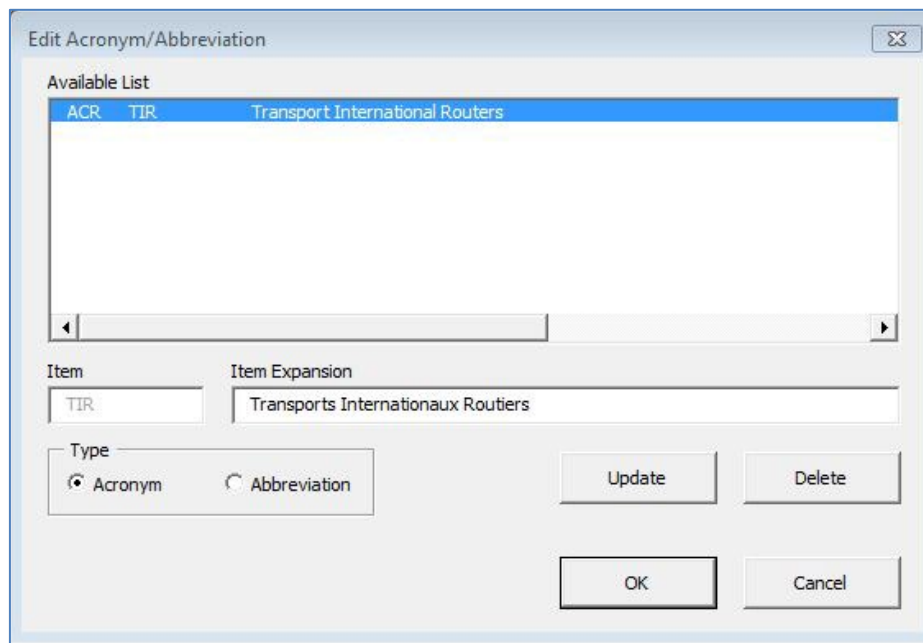 Edit Acronym/Abbreviation
Available List
ACR TIR Transport International Routers
Item Item Expansion
TIR Transports Internationaux Routiers
Type
Acronym Abbreviation Update Delete
OK Cancel